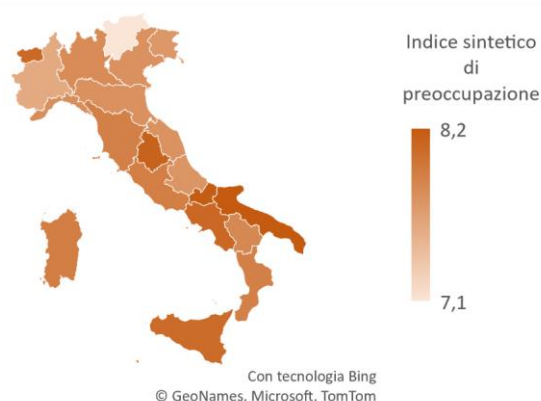 Indice sintetico
di
preoccupazione
8,2
7,1
Con tecnologia Bing
© GeoNames, Microsoft, TomTom